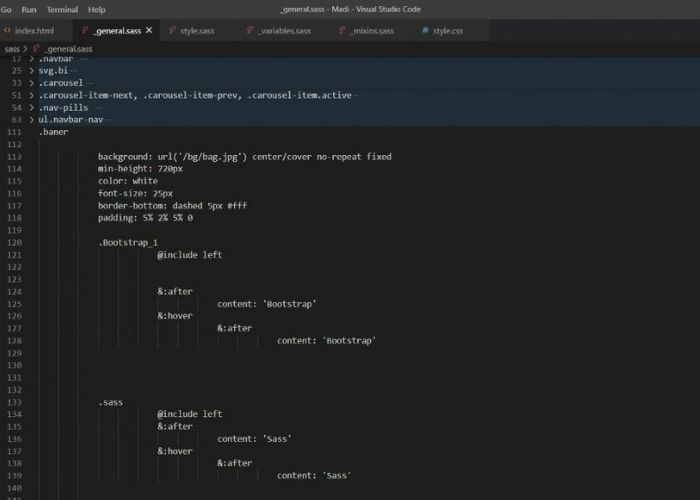 Go Run Terminal Help _general.sass - Madi - Visual Studio Code
index.html _general.sass style.sass _variables.sass _mixins.sass # style.css
sass > _general.sass
17 > .navbar ...
25 > svg.bi ...
33 > .carousel ...
51 > .carousel-item-next, .carousel-item-prev, .carousel-item.active ...
54 > .nav-pills ...
63 > ul.navbar-nav ...
111 .baner
112
113 background: url('/bg/bag.jpg') center/cover no-repeat fixed
114 min-height: 720px
115 color: white
116 font-size: 25px
117 border-bottom: dashed 5px #fff
118 padding: 5% 2% 5% 0
119
120 .Bootstrap_1
121 @include left
122
123
124 &:after
125 content: 'Bootstrap'
126 &:hover
127 &:after
128 content: 'Bootstrap'
129
130
131
132
133 .sass
134 @include left
135 &:after
136 content: 'Sass'
137 &:hover
138 &:after
139 content: 'Sass'
140